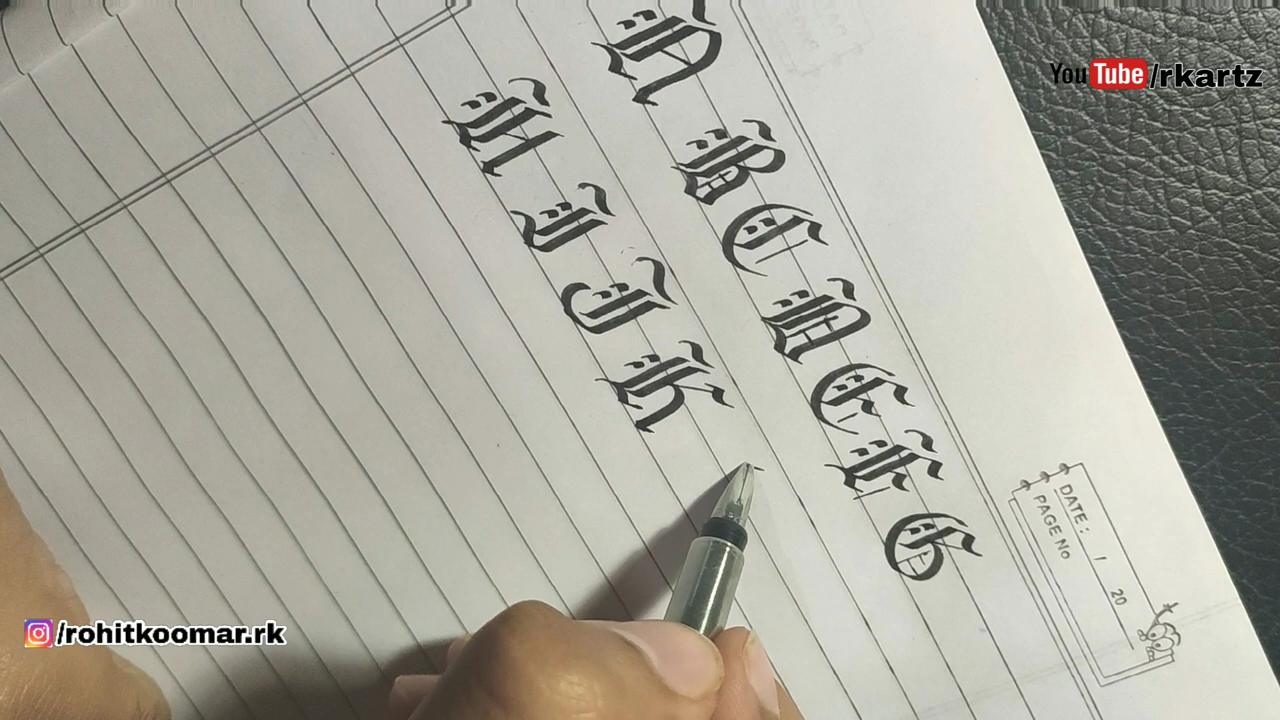 YouTube/rkartz
A B C D E F G
H I J K
DATE : / 20
PAGE No
/rohitkoomar.rk